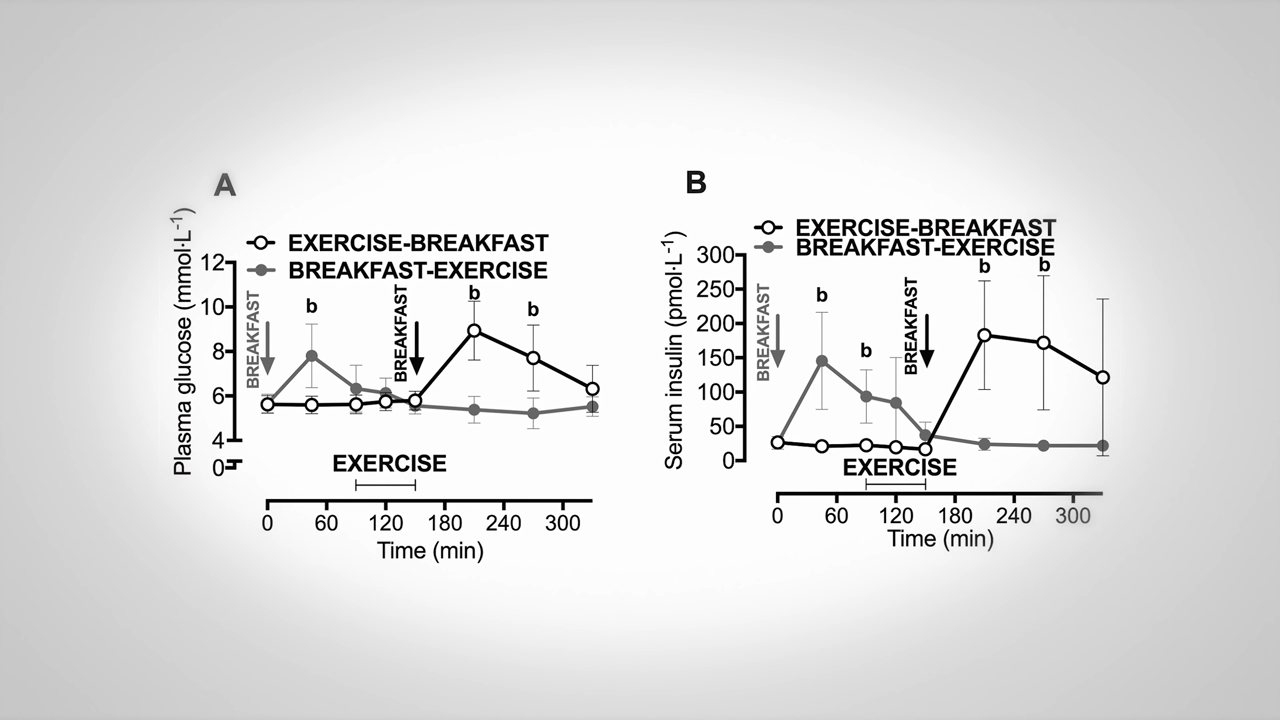 A
EXERCISE-BREAKFAST
BREAKFAST-EXERCISE
Plasma glucose (mmol·L-1)
12
10
8
6
4
0
BREAKFAST
b
BREAKFAST
b
b
EXERCISE
0 60 120 180 240 300
Time (min)
B
EXERCISE-BREAKFAST
BREAKFAST-EXERCISE
Serum insulin (pmol·L-1)
300
250
200
150
100
50
0
BREAKFAST
b
b
BREAKFAST
b
b
EXERCISE
0 60 120 180 240 300
Time (min)